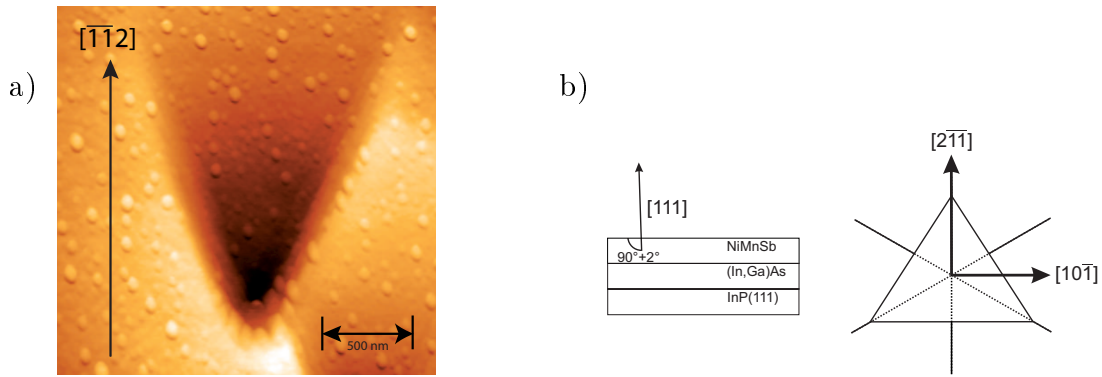 a)
[1̅1̅2]
500 nm
b)
[111]
90°+2°
NiMnSb
(In,Ga)As
InP(111)
[21̅1̅]
[101̅]